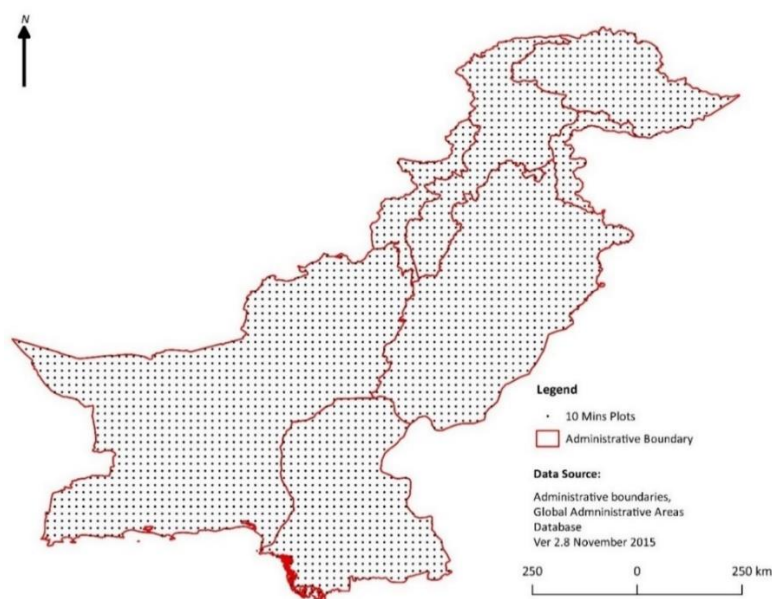 N
Legend
10 Mins Plots
Administrative Boundary
Data Source:
Administrative boundaries,
Global Admninistrative Areas
Database
Ver 2.8 November 2015
250 0 250 km